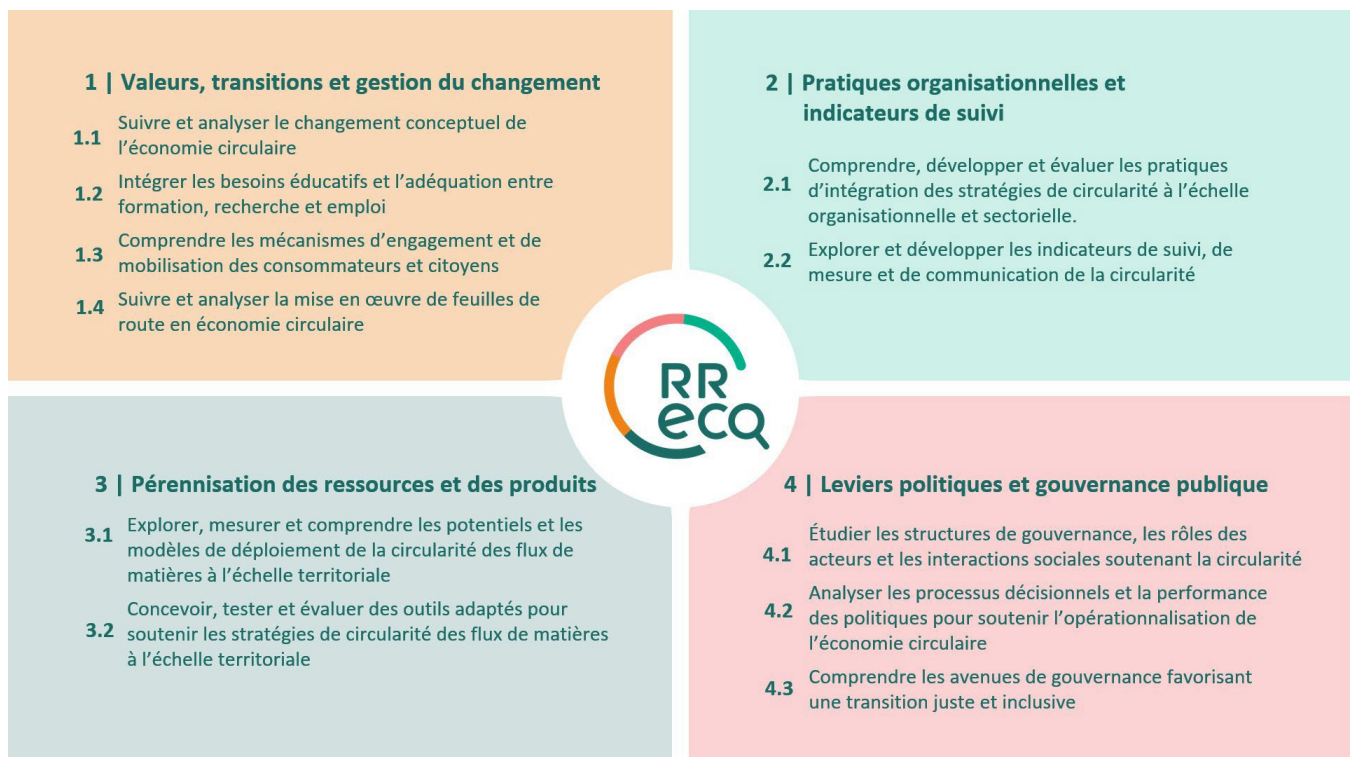 1 | Valeurs, transitions et gestion du changement
1.1 Suivre et analyser le changement conceptuel de
l’économie circulaire
1.2 Intégrer les besoins éducatifs et l’adéquation entre
formation, recherche et emploi
1.3 Comprendre les mécanismes d’engagement et de
mobilisation des consommateurs et citoyens
1.4 Suivre et analyser la mise en œuvre de feuilles de
route en économie circulaire
2 | Pratiques organisationnelles et
indicateurs de suivi
2.1 Comprendre, développer et évaluer les pratiques
d’intégration des stratégies de circularité à l’échelle
organisationnelle et sectorielle.
2.2 Explorer et développer les indicateurs de suivi, de
mesure et de communication de la circularité
RR
ecq
3 | Pérennisation des ressources et des produits
3.1 Explorer, mesurer et comprendre les potentiels et les
modèles de déploiement de la circularité des flux de
matières à l’échelle territoriale
3.2 Concevoir, tester et évaluer des outils adaptés pour
soutenir les stratégies de circularité des flux de matières
à l’échelle territoriale
4 | Leviers politiques et gouvernance publique
4.1 Étudier les structures de gouvernance, les rôles des
acteurs et les interactions sociales soutenant la circularité
4.2 Analyser les processus décisionnels et la performance
des politiques pour soutenir l’opérationnalisation de
l’économie circulaire
4.3 Comprendre les avenues de gouvernance favorisant
une transition juste et inclusive